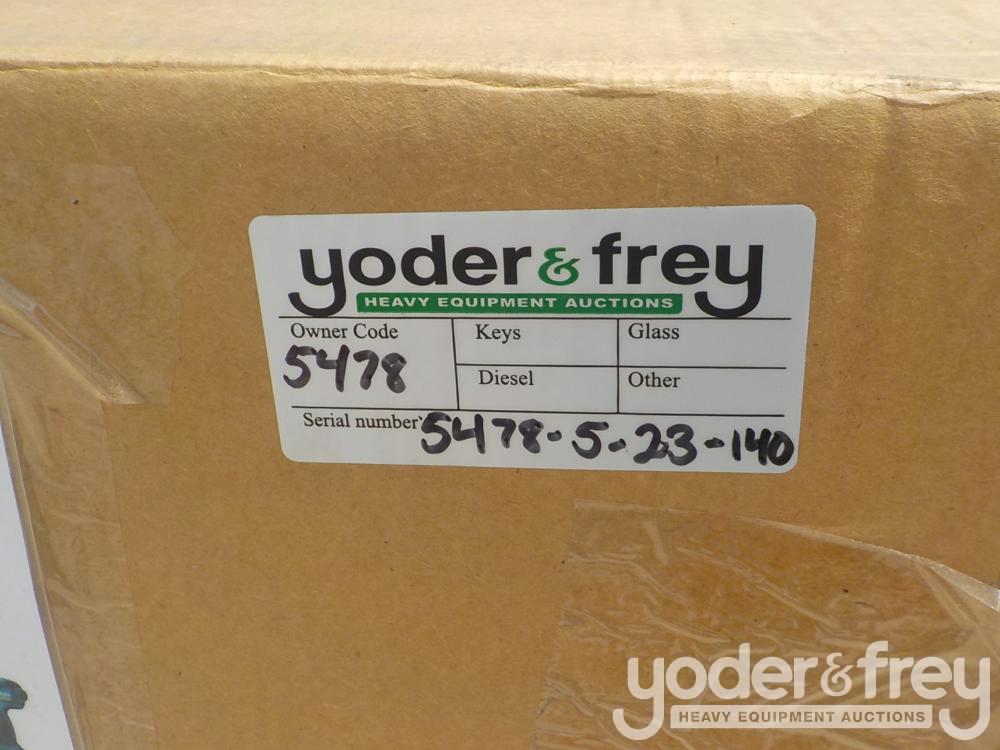 yoder & frey
HEAVY EQUIPMENT AUCTIONS
Owner Code
5478
Keys
Glass
Diesel
Other
Serial number 5478-5-23-140
yoder & frey
HEAVY EQUIPMENT AUCTIONS